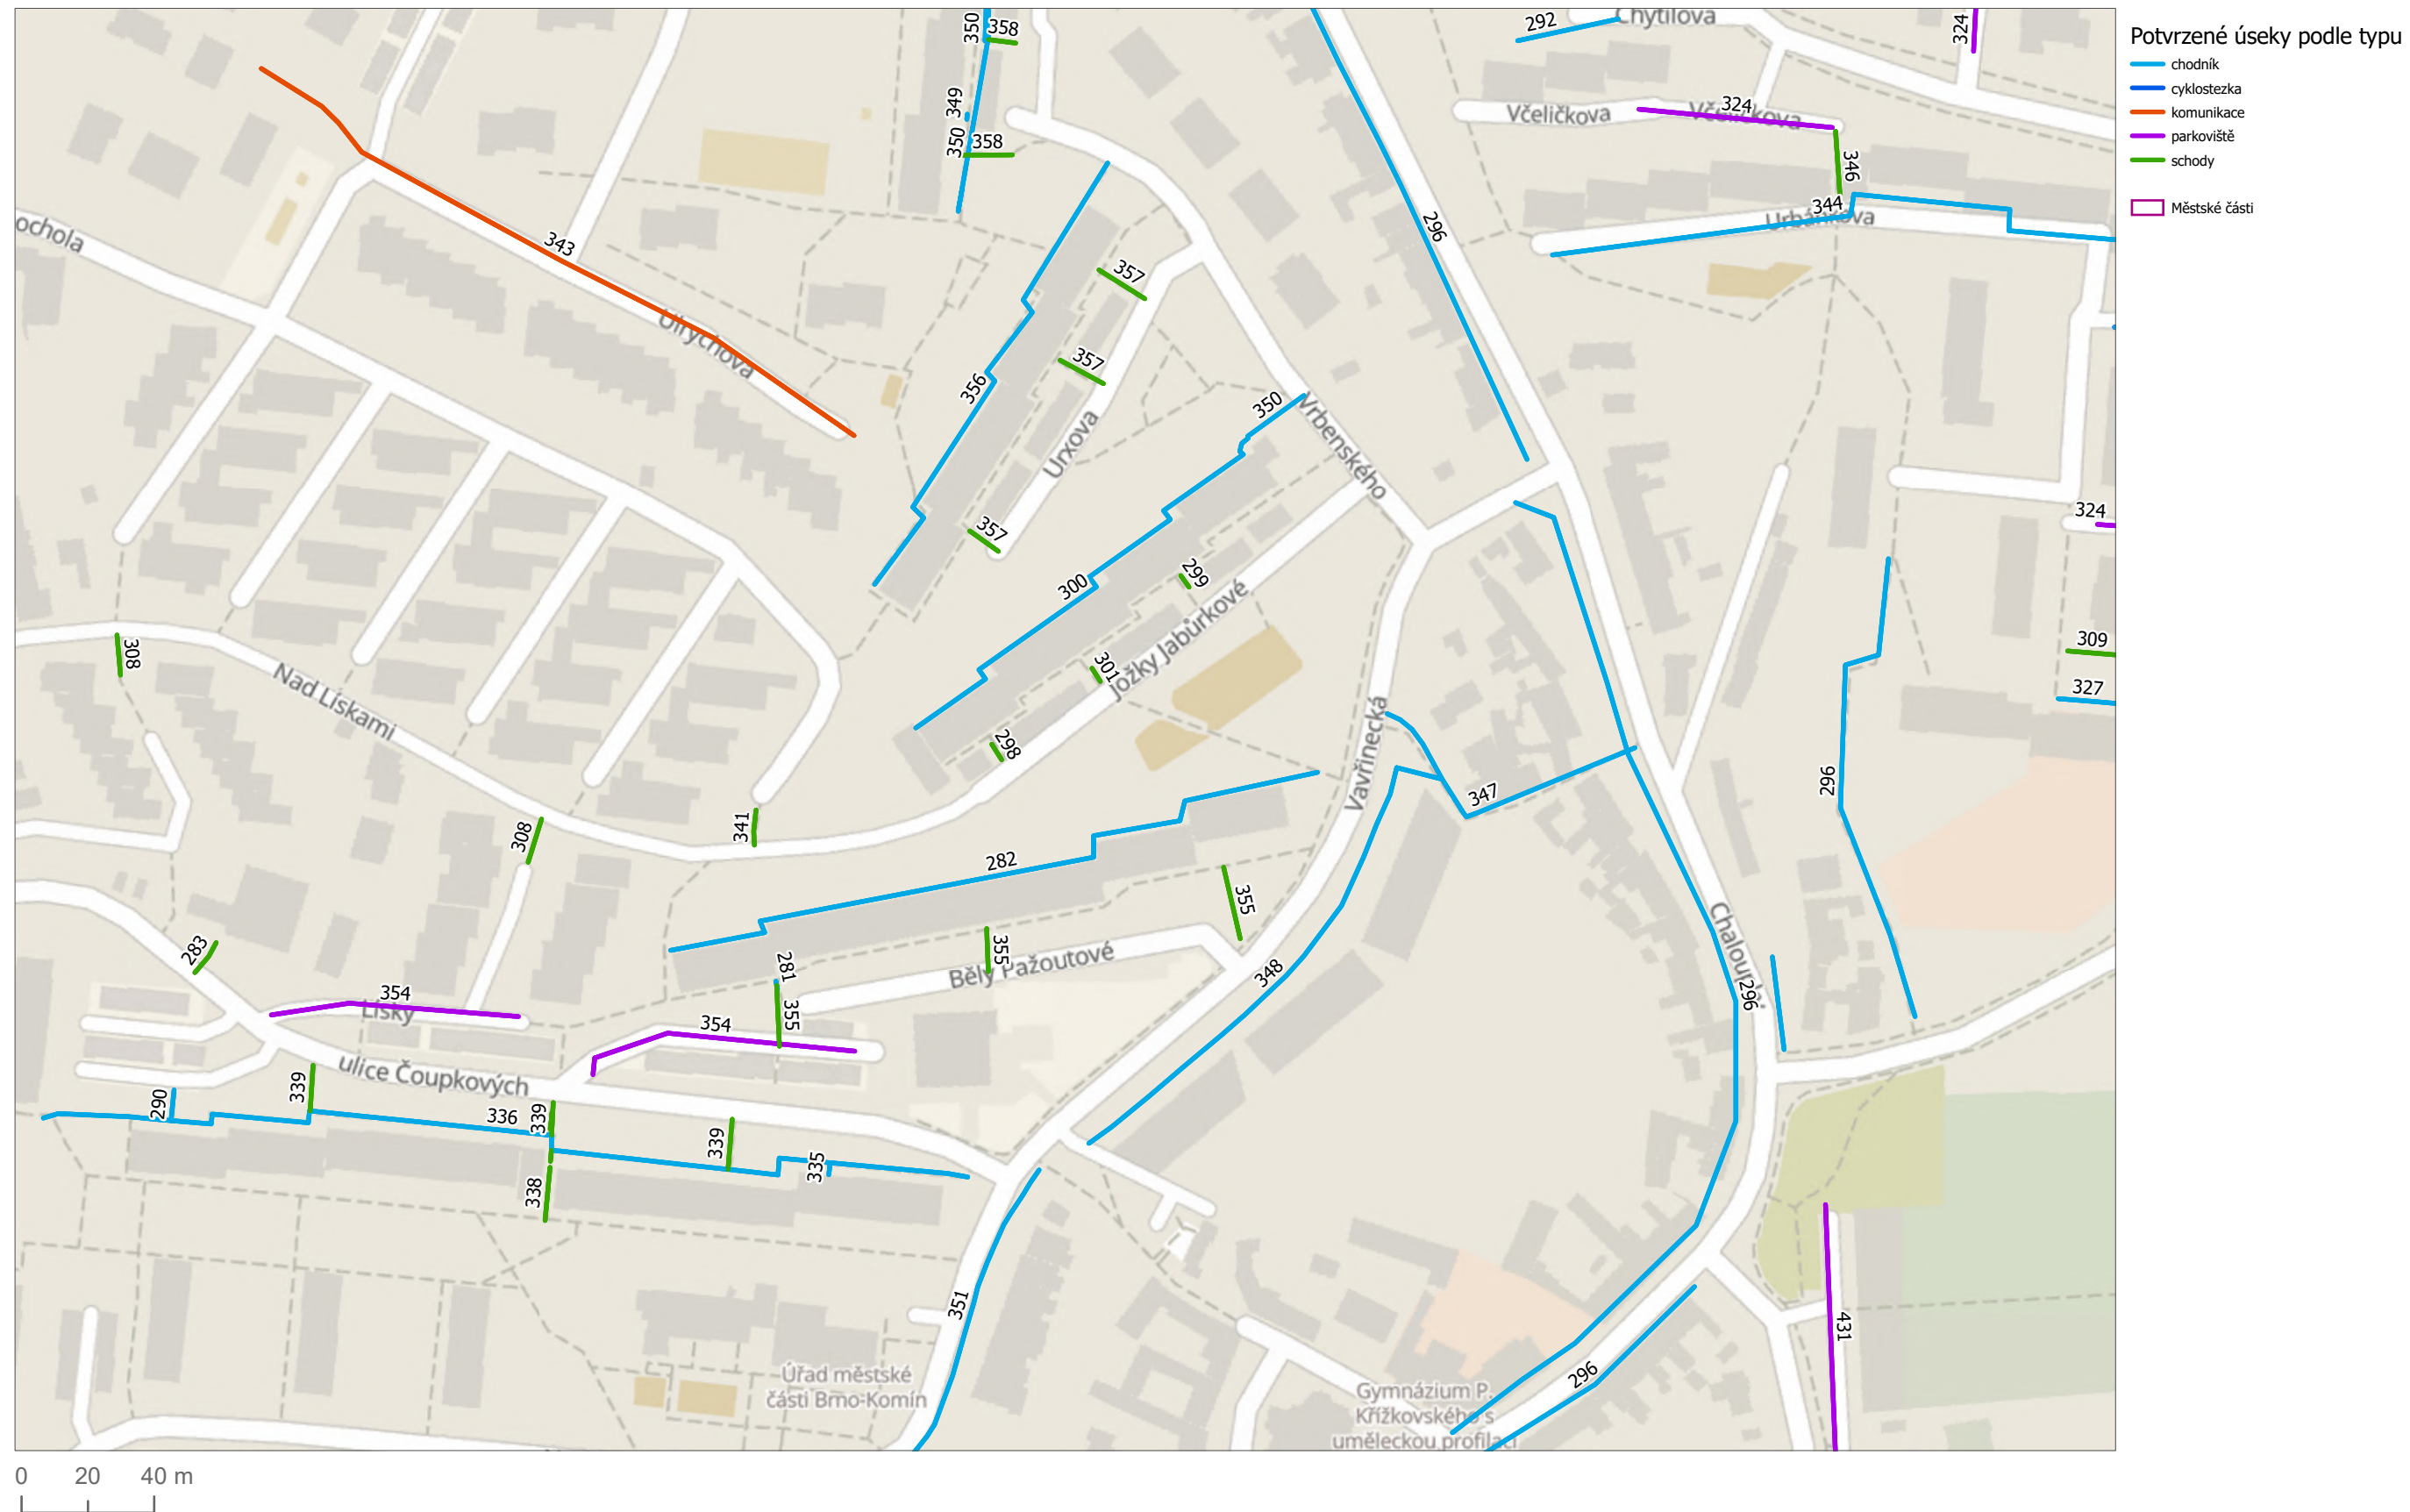 Potvrzené úseky podle typu
chodník
cyklostezka
komunikace
parkoviště
schody
Městské části
350
358
292
Chytilova
324
349
324
Včeličkova
Včeličkova
350
358
346
344
Urbánkova
296
ochola
343
357
Ulrychova
357
356
350
Vrbenského
Urxova
324
357
299
300
308
309
301
Jožky Jabůrkové
327
Nad Lískami
298
Vavřinecká
296
347
341
308
282
355
Chaloupki
283
355
Běly Pažoutové
281
348
296
354
Lísky
355
354
ulice Čoupkových
339
290
336
339
339
335
338
351
431
Úřad městské
části Brno-Komín
296
Gymnázium P.
Křížkovského s
uměleckou profilací
0 20 40 m